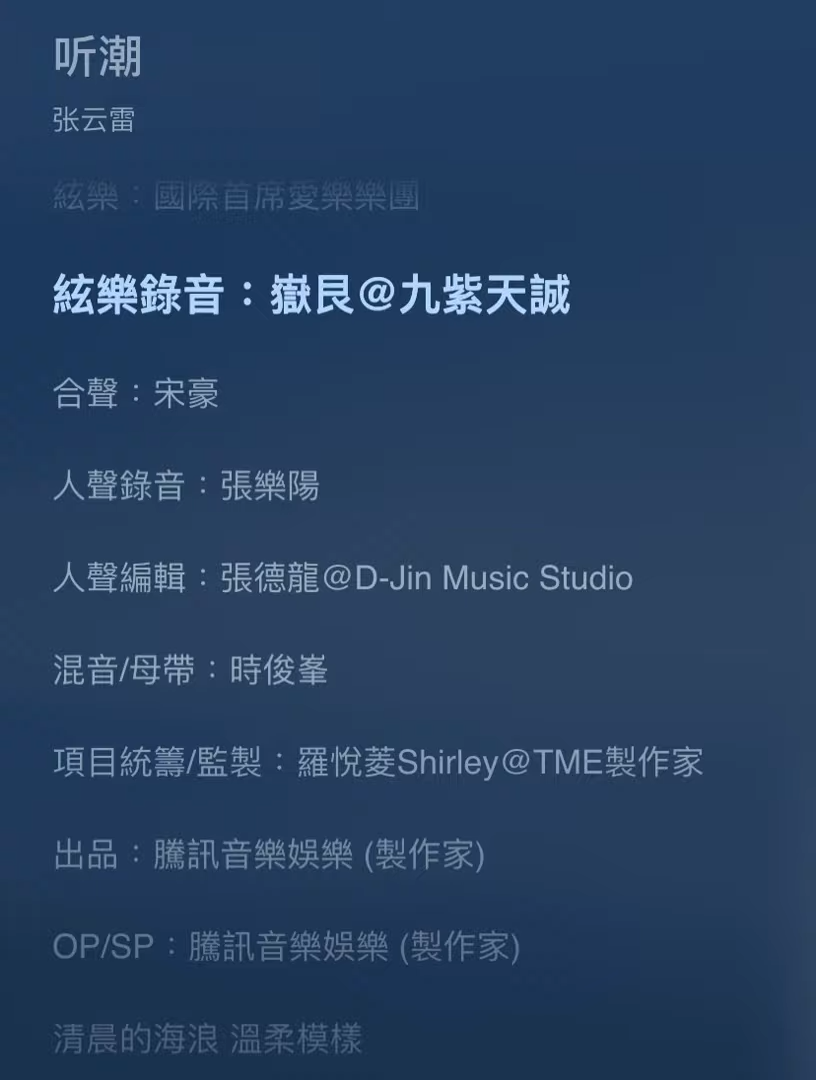 听潮
张云雷
絃樂：國際首席愛樂樂團
絃樂錄音：嶽艮@九紫天誠
合聲：宋豪
人聲錄音：張樂陽
人聲編輯：張德龍@D-Jin Music Studio
混音/母帶：時俊峯
項目統籌/監製：羅悅菱Shirley@TME製作家
出品：騰訊音樂娛樂 (製作家)
OP/SP：騰訊音樂娛樂 (製作家)
清晨的海浪 溫柔模樣